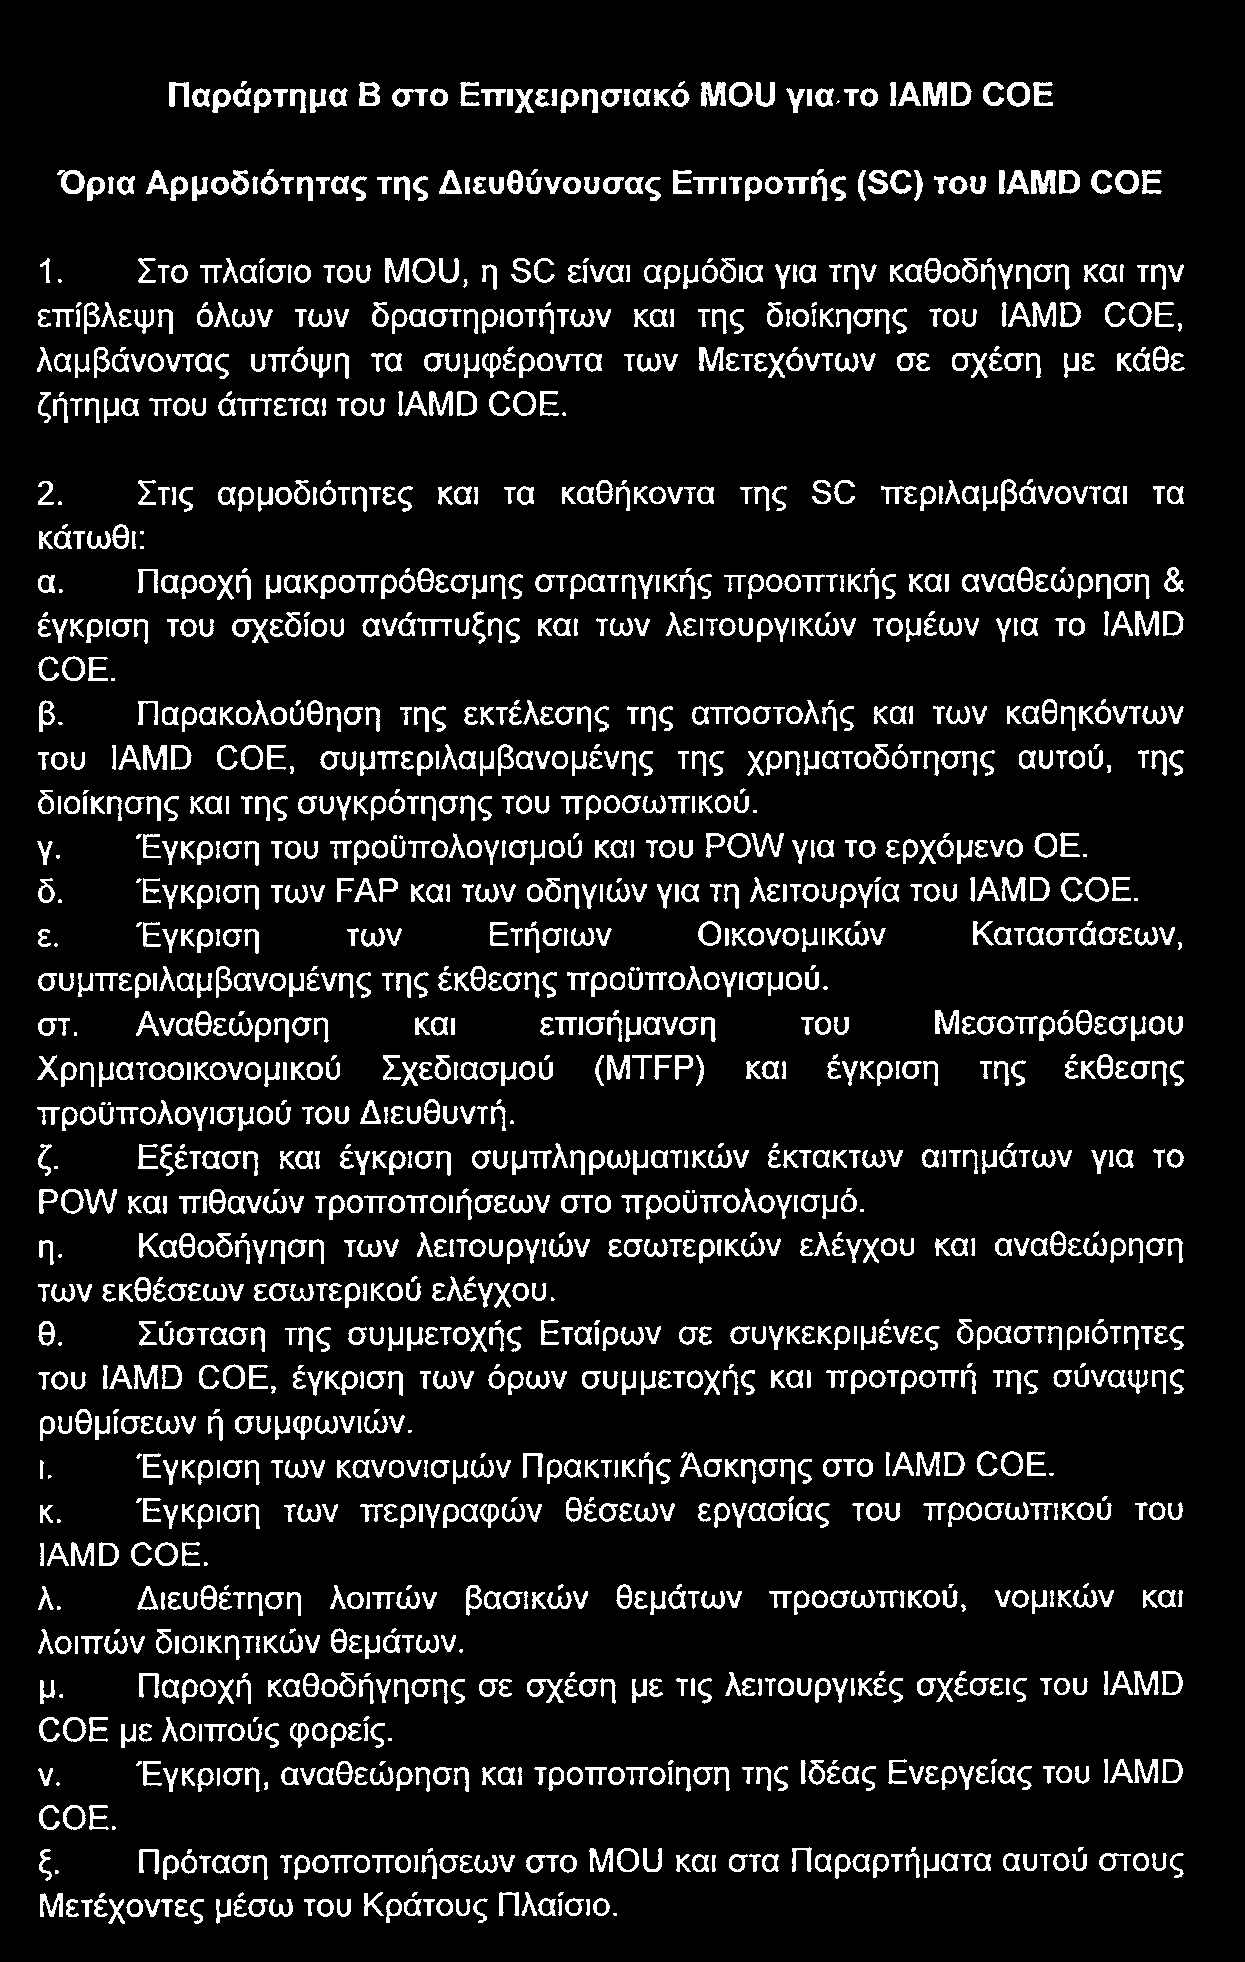 Παράρτημα Β στο Επιχειρησιακό MOU για το IAMD COE
Όρια Αρμοδιότητας της Διευθύνουσας Επιτροπής (SC) του IAMD COE
1. Στο πλαίσιο του MOU, η SC είναι αρμόδια για την καθοδήγηση και την
επίβλεψη όλων των δραστηριοτήτων και της διοίκησης του IAMD COE,
λαμβάνοντας υπόψη τα συμφέροντα των Μετεχόντων σε σχέση με κάθε
ζήτημα που άπτεται του IAMD COE.
2. Στις αρμοδιότητες και τα καθήκοντα της SC περιλαμβάνονται τα
κάτωθι:
α. Παροχή μακροπρόθεσμης στρατηγικής προοπτικής και αναθεώρηση &
έγκριση του σχεδίου ανάπτυξης και των λειτουργικών τομέων για το IAMD
COE.
β. Παρακολούθηση της εκτέλεσης της αποστολής και των καθηκόντων
του IAMD COE, συμπεριλαμβανομένης της χρηματοδότησης αυτού, της
διοίκησης και της συγκρότησης του προσωπικού.
γ. Έγκριση του προϋπολογισμού και του POW για το ερχόμενο ΟΕ.
δ. Έγκριση των FAP και των οδηγιών για τη λειτουργία του IAMD COE.
ε. Έγκριση των Ετήσιων Οικονομικών Καταστάσεων,
συμπεριλαμβανομένης της έκθεσης προϋπολογισμού.
στ. Αναθεώρηση και επισήμανση του Μεσοπρόθεσμου
Χρηματοοικονομικού Σχεδιασμού (MTFP) και έγκριση της έκθεσης
προϋπολογισμού του Διευθυντή.
ζ. Εξέταση και έγκριση συμπληρωματικών έκτακτων αιτημάτων για το
POW και πιθανών τροποποιήσεων στο προϋπολογισμό.
η. Καθοδήγηση των λειτουργιών εσωτερικών ελέγχου και αναθεώρηση
των εκθέσεων εσωτερικού ελέγχου.
θ. Σύσταση της συμμετοχής Εταίρων σε συγκεκριμένες δραστηριότητες
του IAMD COE, έγκριση των όρων συμμετοχής και προτροπή της σύναψης
ρυθμίσεων ή συμφωνιών.
ι. Έγκριση των κανονισμών Πρακτικής Άσκησης στο IAMD COE.
κ. Έγκριση των περιγραφών θέσεων εργασίας του προσωπικού του
IAMD COE.
λ. Διευθέτηση λοιπών βασικών θεμάτων προσωπικού, νομικών και
λοιπών διοικητικών θεμάτων.
μ. Παροχή καθοδήγησης σε σχέση με τις λειτουργικές σχέσεις του IAMD
COE με λοιπούς φορείς.
ν. Έγκριση, αναθεώρηση και τροποποίηση της Ιδέας Ενεργείας του IAMD
COE.
ξ. Πρόταση τροποποιήσεων στο MOU και στα Παραρτήματα αυτού στους
Μετέχοντες μέσω του Κράτους Πλαίσιο.